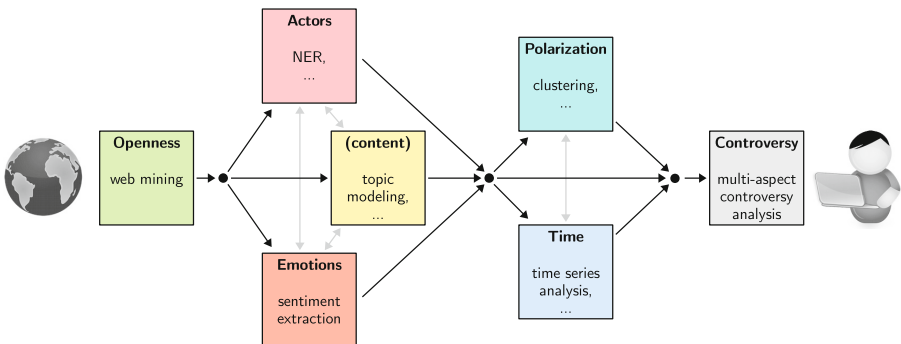 Openness
web mining
Actors
NER,
...
(content)
topic
modeling,
...
Emotions
sentiment
extraction
Polarization
clustering,
...
Time
time series
analysis,
...
Controversy
multi-aspect
controversy
analysis